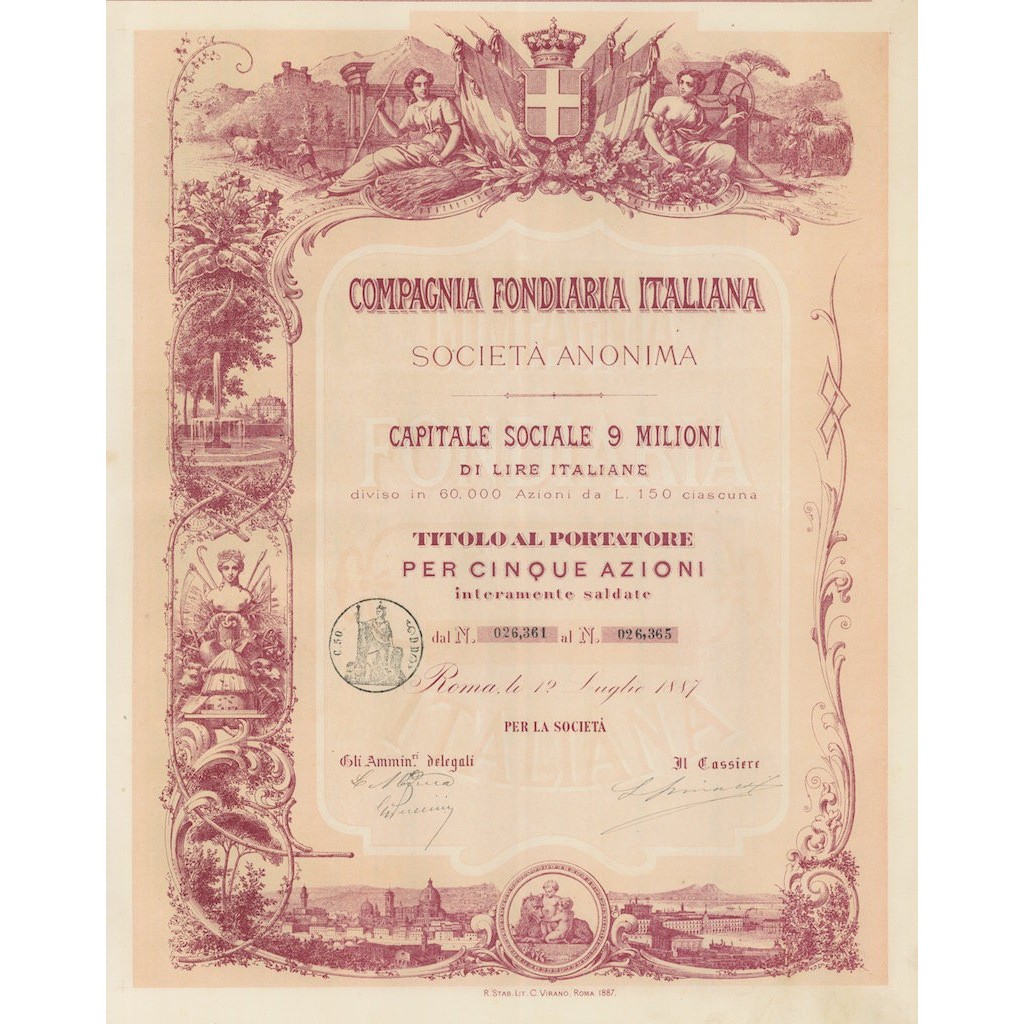 COMPAGNIA FONDIARIA ITALIANA
SOCIETÀ ANONIMA
CAPITALE SOCIALE 9 MILIONI
DI LIRE ITALIANE
diviso in 60.000 Azioni da L. 150 ciascuna
TITOLO AL PORTATORE
PER CINQUE AZIONI
interamente saldate
dal N. 026,361 al N. 026,365
C. 50
Roma, li 12 Luglio 1887
PER LA SOCIETÀ
Gli Ammin.ri delegati
Il Cassiere
R. STAB. LIT. C. VIRANO, ROMA 1887.